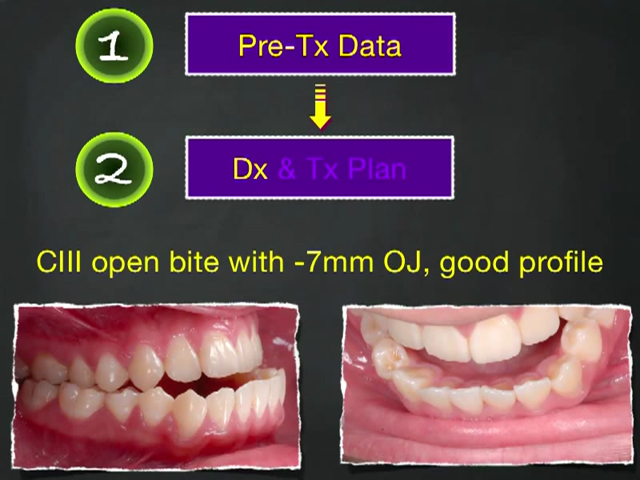 1
Pre-Tx Data
2
Dx & Tx Plan
CIII open bite with -7mm OJ, good profile